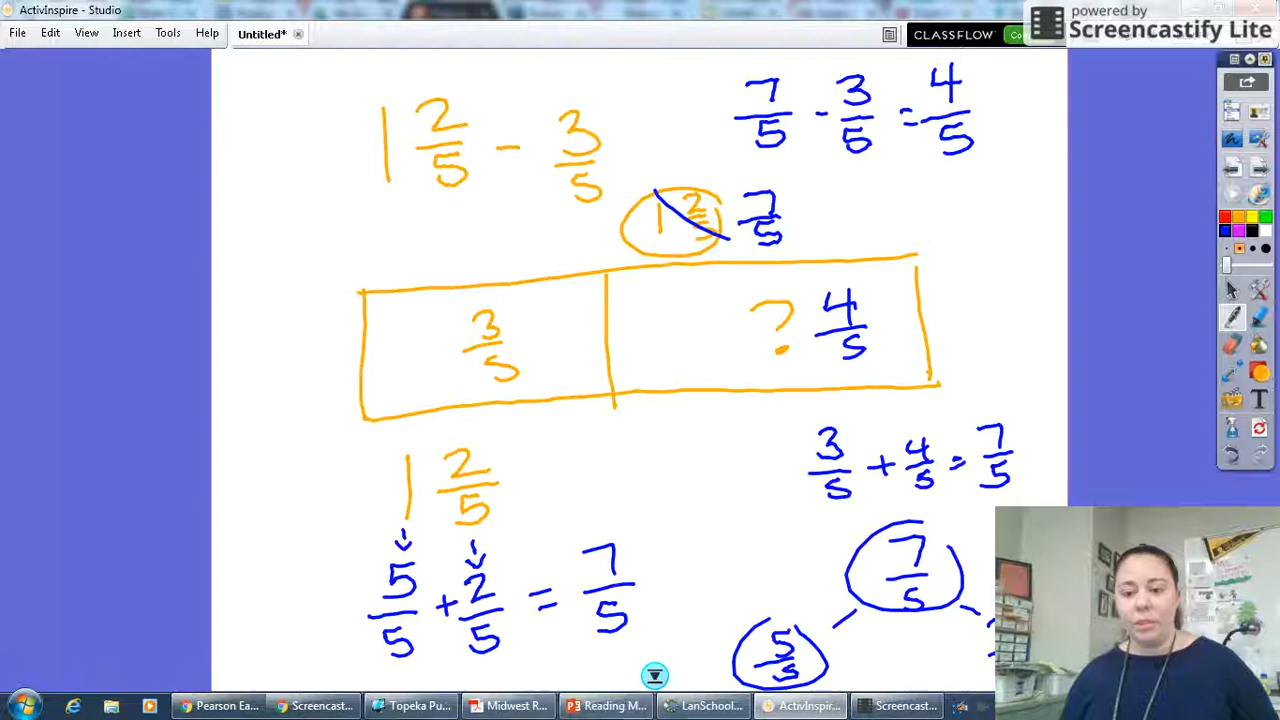 ActivInspire - Studio
powered by
Screencastify Lite
File Edit View Insert Tools Help
Untitled*
CLASSFLOW
1 2/5 - 3/5
7/5 - 3/5 = 4/5
1 2/5 7/5
3/5
? 4/5
1 2/5
3/5 + 4/5 = 7/5
5/5 + 2/5 = 7/5
7/5
5/5
T
Pearson Ea...
Screencast...
Topeka Pu...
Midwest R...
Reading M...
LanSchool...
ActivInspir...
Screencast...